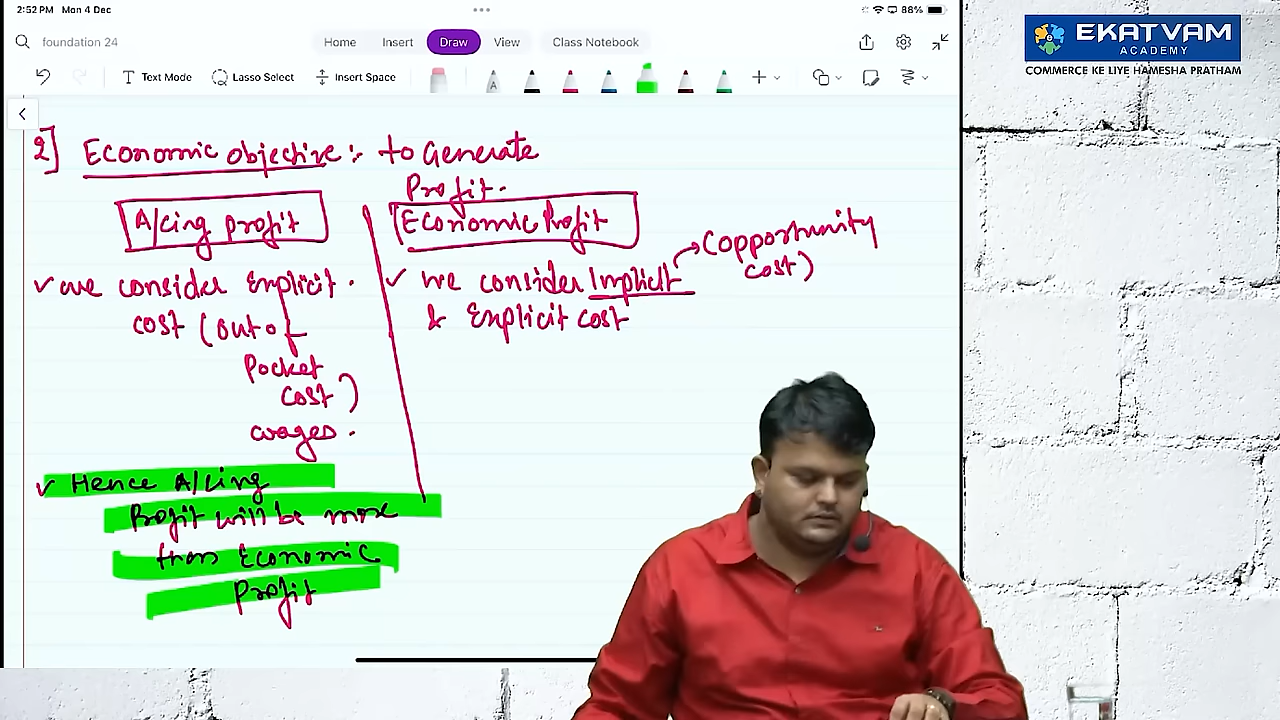 2:52 PM Mon 4 Dec
88%
foundation 24
Home Insert Draw View Class Notebook
Text Mode Lasso Select Insert Space
EKATVAM
ACADEMY
COMMERCE KE LIYE HAMESHA PRATHAM
2] Economic objective :- to Generate
Profit.
A/cing profit
Economic Profit
✓ we consider Explicit.
cost (out of
Pocket
cost)
wages.
✓ we consider Implicit
& Explicit cost
→ (opportunity
cost)
✓ Hence A/cing
Profit will be more
than Economic
Profit